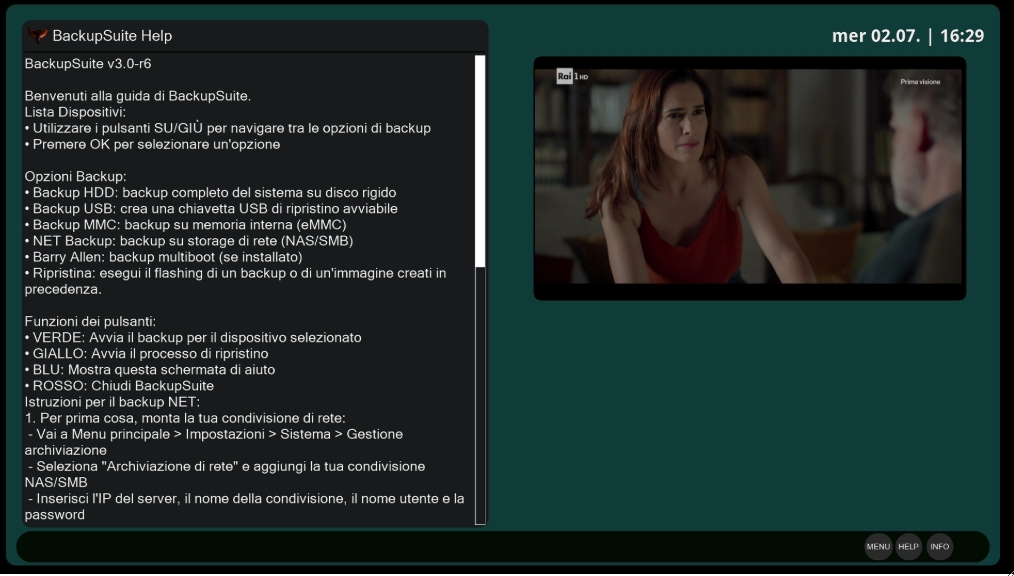 BackupSuite Help
mer 02.07. | 16:29
BackupSuite v3.0-r6
Benvenuti alla guida di BackupSuite.
Lista Dispositivi:
• Utilizzare i pulsanti SU/GIÙ per navigare tra le opzioni di backup
• Premere OK per selezionare un'opzione
Opzioni Backup:
• Backup HDD: backup completo del sistema su disco rigido
• Backup USB: crea una chiavetta USB di ripristino avviabile
• Backup MMC: backup su memoria interna (eMMC)
• NET Backup: backup su storage di rete (NAS/SMB)
• Barry Allen: backup multiboot (se installato)
• Ripristina: esegui il flashing di un backup o di un'immagine creati in
precedenza.
Funzioni dei pulsanti:
• VERDE: Avvia il backup per il dispositivo selezionato
• GIALLO: Avvia il processo di ripristino
• BLU: Mostra questa schermata di aiuto
• ROSSO: Chiudi BackupSuite
Istruzioni per il backup NET:
1. Per prima cosa, monta la tua condivisione di rete:
- Vai a Menu principale > Impostazioni > Sistema > Gestione
archiviazione
- Seleziona "Archiviazione di rete" e aggiungi la tua condivisione
NAS/SMB
- Inserisci l'IP del server, il nome della condivisione, il nome utente e la
password
Rai 1 HD
Prima visione
MENU HELP INFO